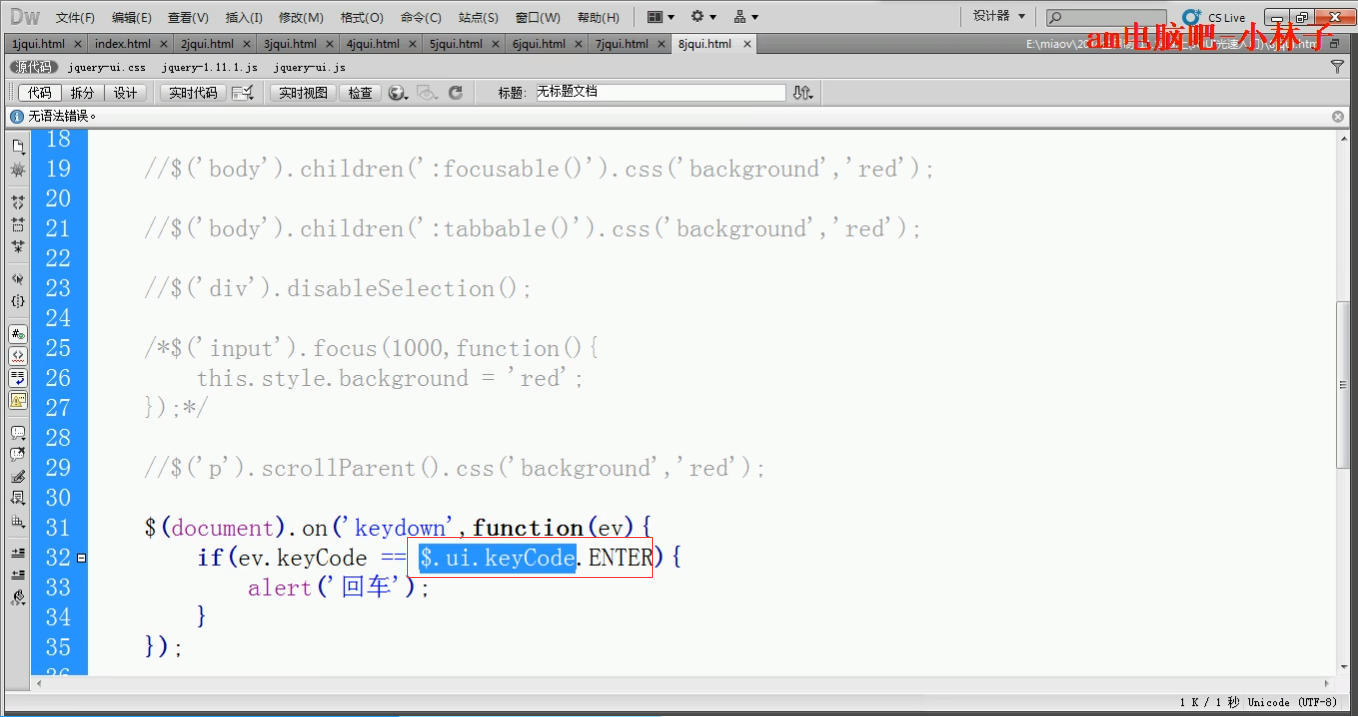 Dw 文件(F) 编辑(E) 查看(V) 插入(I) 修改(M) 格式(O) 命令(C) 站点(S) 窗口(W) 帮助(H) 设计器 CS Live
1jqui.html × index.html × 2jqui.html × 3jqui.html × 4jqui.html × 5jqui.html × 6jqui.html × 7jqui.html × 8jqui.html ×
am电脑吧-小林子
源代码 jquery-ui.css jquery-1.11.1.js jquery-ui.js
代码 拆分 设计 实时代码 实时视图 检查 标题: 无标题文档
无语法错误。
18
19 //$('body').children(':focusable()').css('background','red');
20
21 //$('body').children(':tabbable()').css('background','red');
22
23 //$('div').disableSelection();
24
25 /*$('input').focus(1000,function(){
26 this.style.background = 'red';
27 });*/
28
29 //$('p').scrollParent().css('background','red');
30
31 $(document).on('keydown',function(ev){
32 if(ev.keyCode == $.ui.keyCode.ENTER){
33 alert('回车');
34 }
35 });
36
1 K / 1 秒 Unicode (UTF-8)